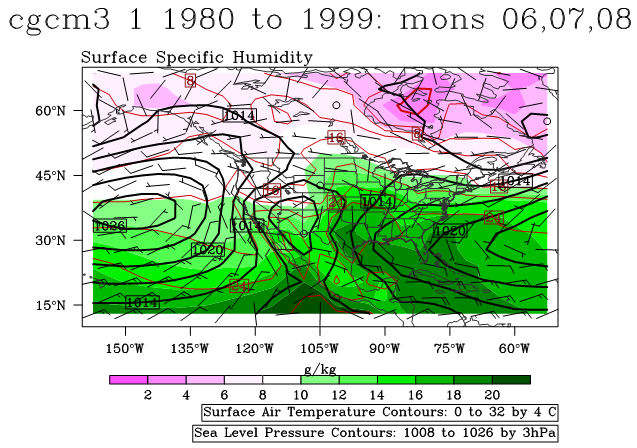 cgcm3 1 1980 to 1999: mons 06,07,08
Surface Specific Humidity
60°N
45°N
30°N
15°N
8
1014
16
8
16
1014
16
24
1014
1014
24
1026
1020
1020
24
1014
150°W 135°W 120°W 105°W 90°W 75°W 60°W
g/kg
2 4 6 8 10 12 14 16 18 20
Surface Air Temperature Contours: 0 to 32 by 4 C
Sea Level Pressure Contours: 1008 to 1026 by 3hPa